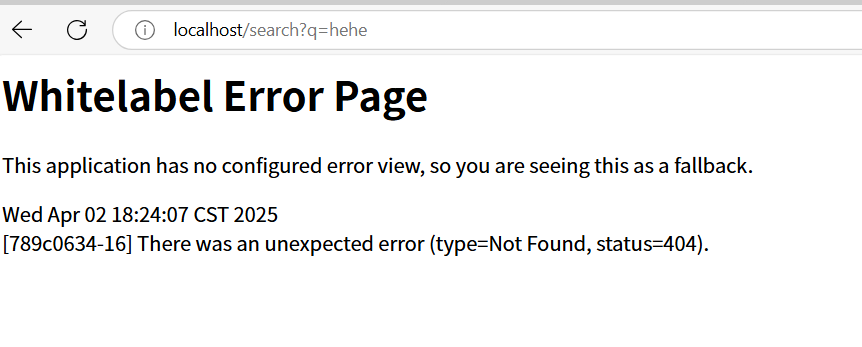 localhost/search?q=hehe
Whitelabel Error Page
This application has no configured error view, so you are seeing this as a fallback.
Wed Apr 02 18:24:07 CST 2025
[789c0634-16] There was an unexpected error (type=Not Found, status=404).